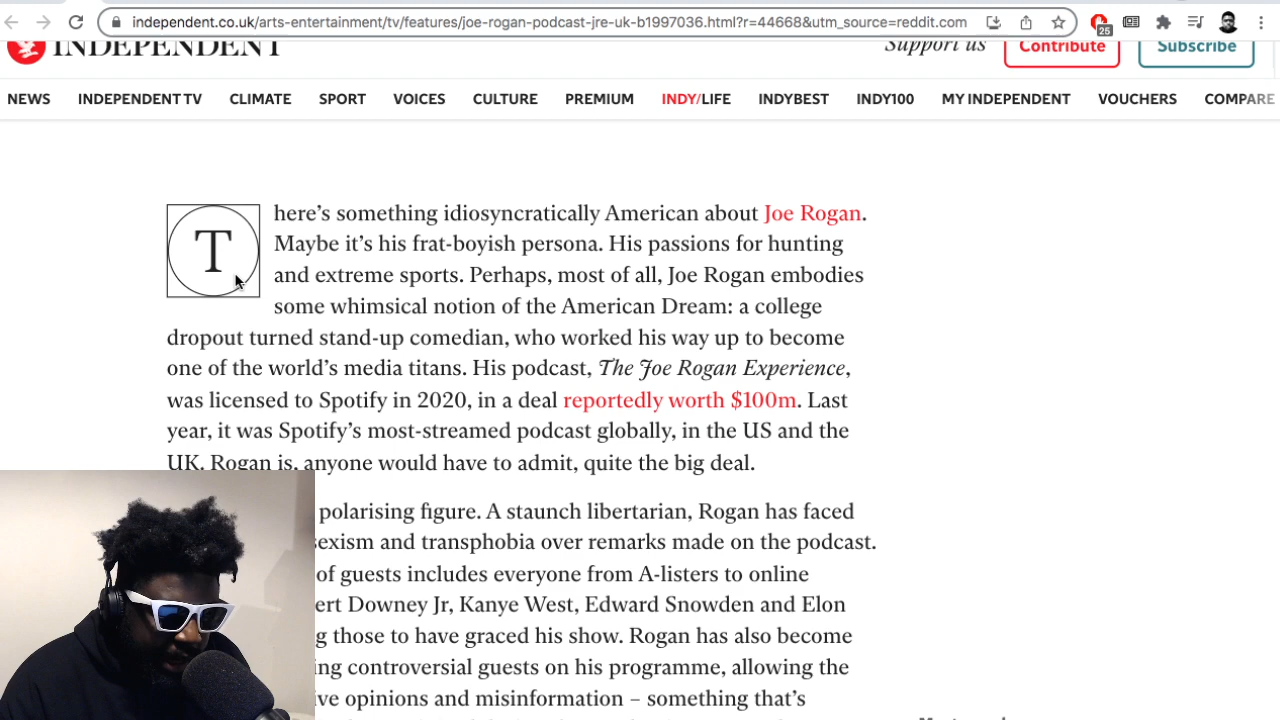 independent.co.uk/arts-entertainment/tv/features/joe-rogan-podcast-jre-uk-b1997036.html?r=44668&utm_source=reddit.com
25
INDEPENDENT
Support us
Contribute
Subscribe
NEWS INDEPENDENT TV CLIMATE SPORT VOICES CULTURE PREMIUM INDY/LIFE INDYBEST INDY100 MY INDEPENDENT VOUCHERS COMPARE
There’s something idiosyncratically American about Joe Rogan.
Maybe it’s his frat-boyish persona. His passions for hunting
and extreme sports. Perhaps, most of all, Joe Rogan embodies
some whimsical notion of the American Dream: a college
dropout turned stand-up comedian, who worked his way up to become
one of the world’s media titans. His podcast, The Joe Rogan Experience,
was licensed to Spotify in 2020, in a deal reportedly worth $100m. Last
year, it was Spotify’s most-streamed podcast globally, in the US and the
UK. Rogan is, anyone would have to admit, quite the big deal.
polarising figure. A staunch libertarian, Rogan has faced
sexism and transphobia over remarks made on the podcast.
of guests includes everyone from A-listers to online
ert Downey Jr, Kanye West, Edward Snowden and Elon
g those to have graced his show. Rogan has also become
ing controversial guests on his programme, allowing the
ive opinions and misinformation – something that’s